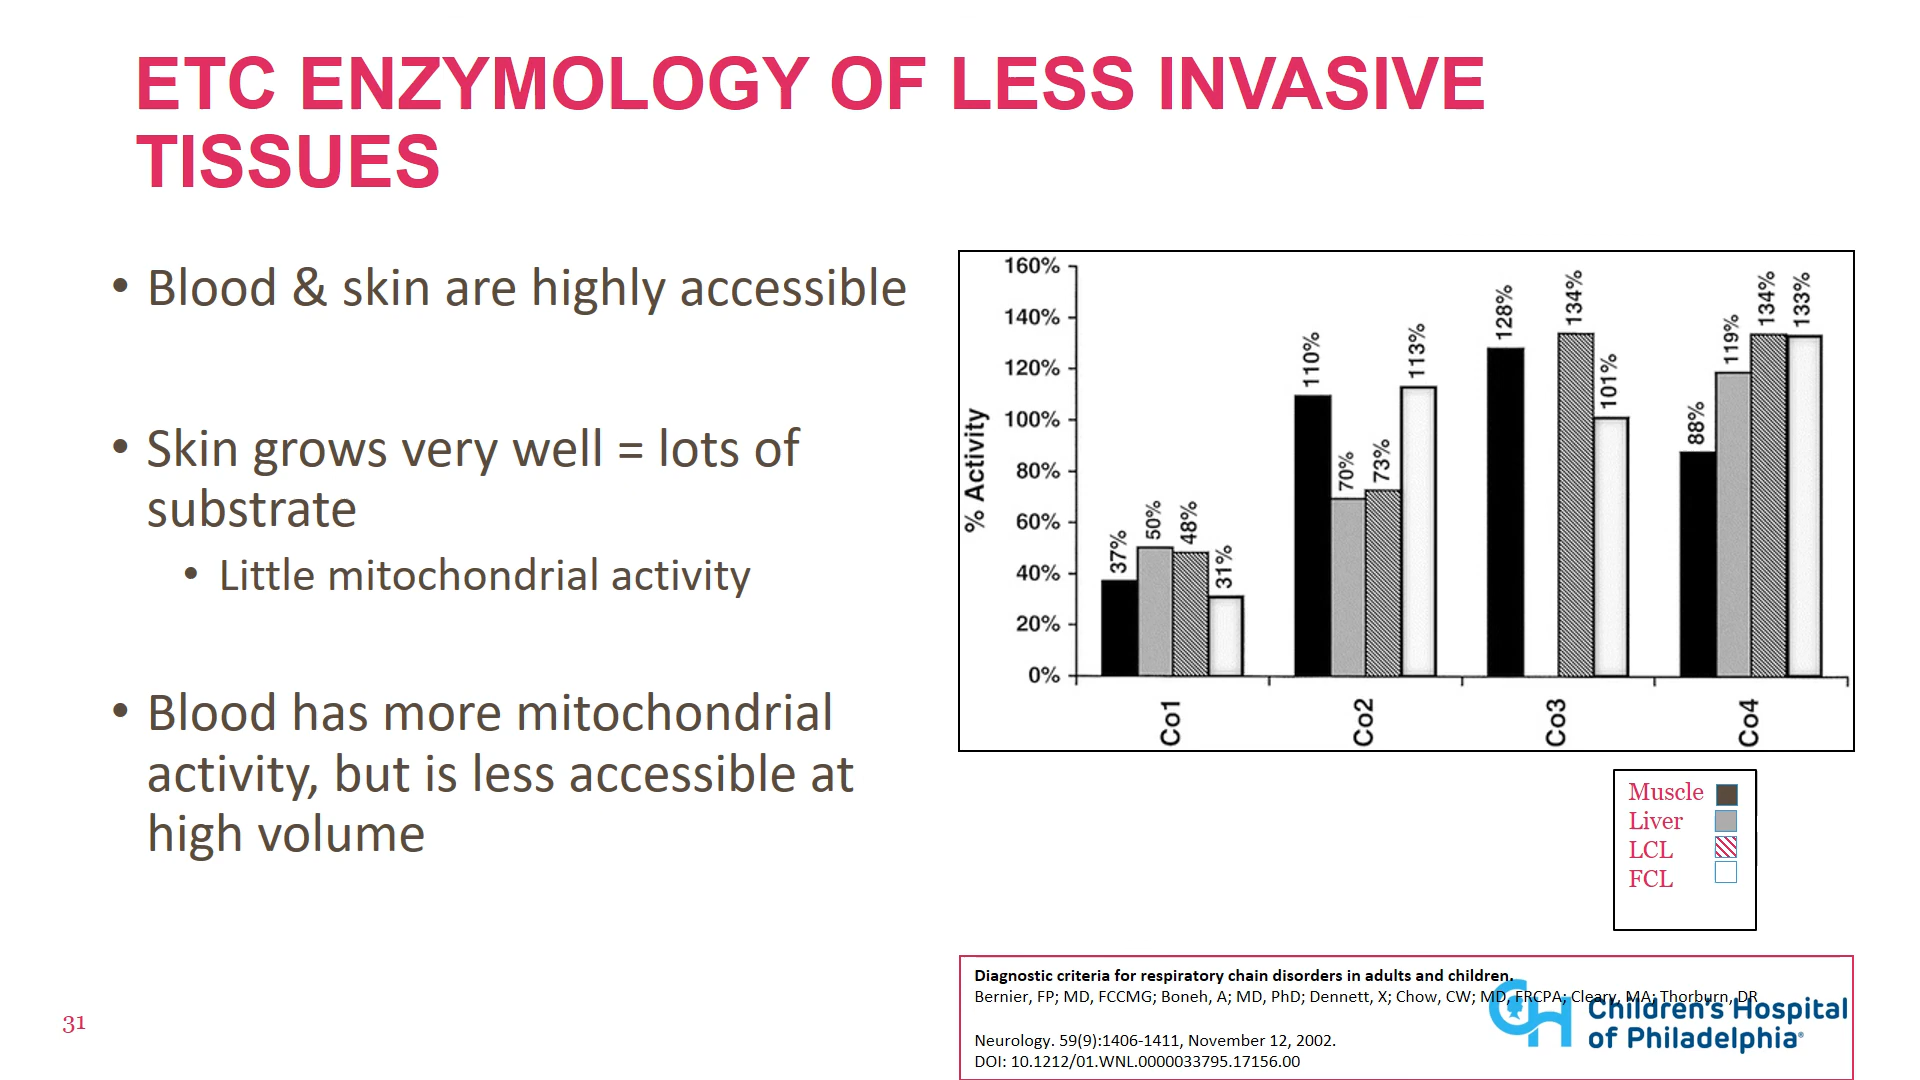 ETC ENZYMOLOGY OF LESS INVASIVE
TISSUES
• Blood & skin are highly accessible
• Skin grows very well = lots of
substrate
• Little mitochondrial activity
• Blood has more mitochondrial
activity, but is less accessible at
high volume
% Activity
160%
140%
120%
100%
80%
60%
40%
20%
0%
37%
50%
48%
31%
110%
70%
73%
113%
128%
134%
101%
88%
119%
134%
133%
Co1
Co2
Co3
Co4
Muscle
Liver
LCL
FCL
Diagnostic criteria for respiratory chain disorders in adults and children.
Bernier, FP; MD, FCCMG; Boneh, A; MD, PhD; Dennett, X; Chow, CW; MD, FRCPA; Cleary, MA; Thorburn, DR
Neurology. 59(9):1406-1411, November 12, 2002.
DOI: 10.1212/01.WNL.0000033795.17156.00
CH Children's Hospital
of Philadelphia®
31